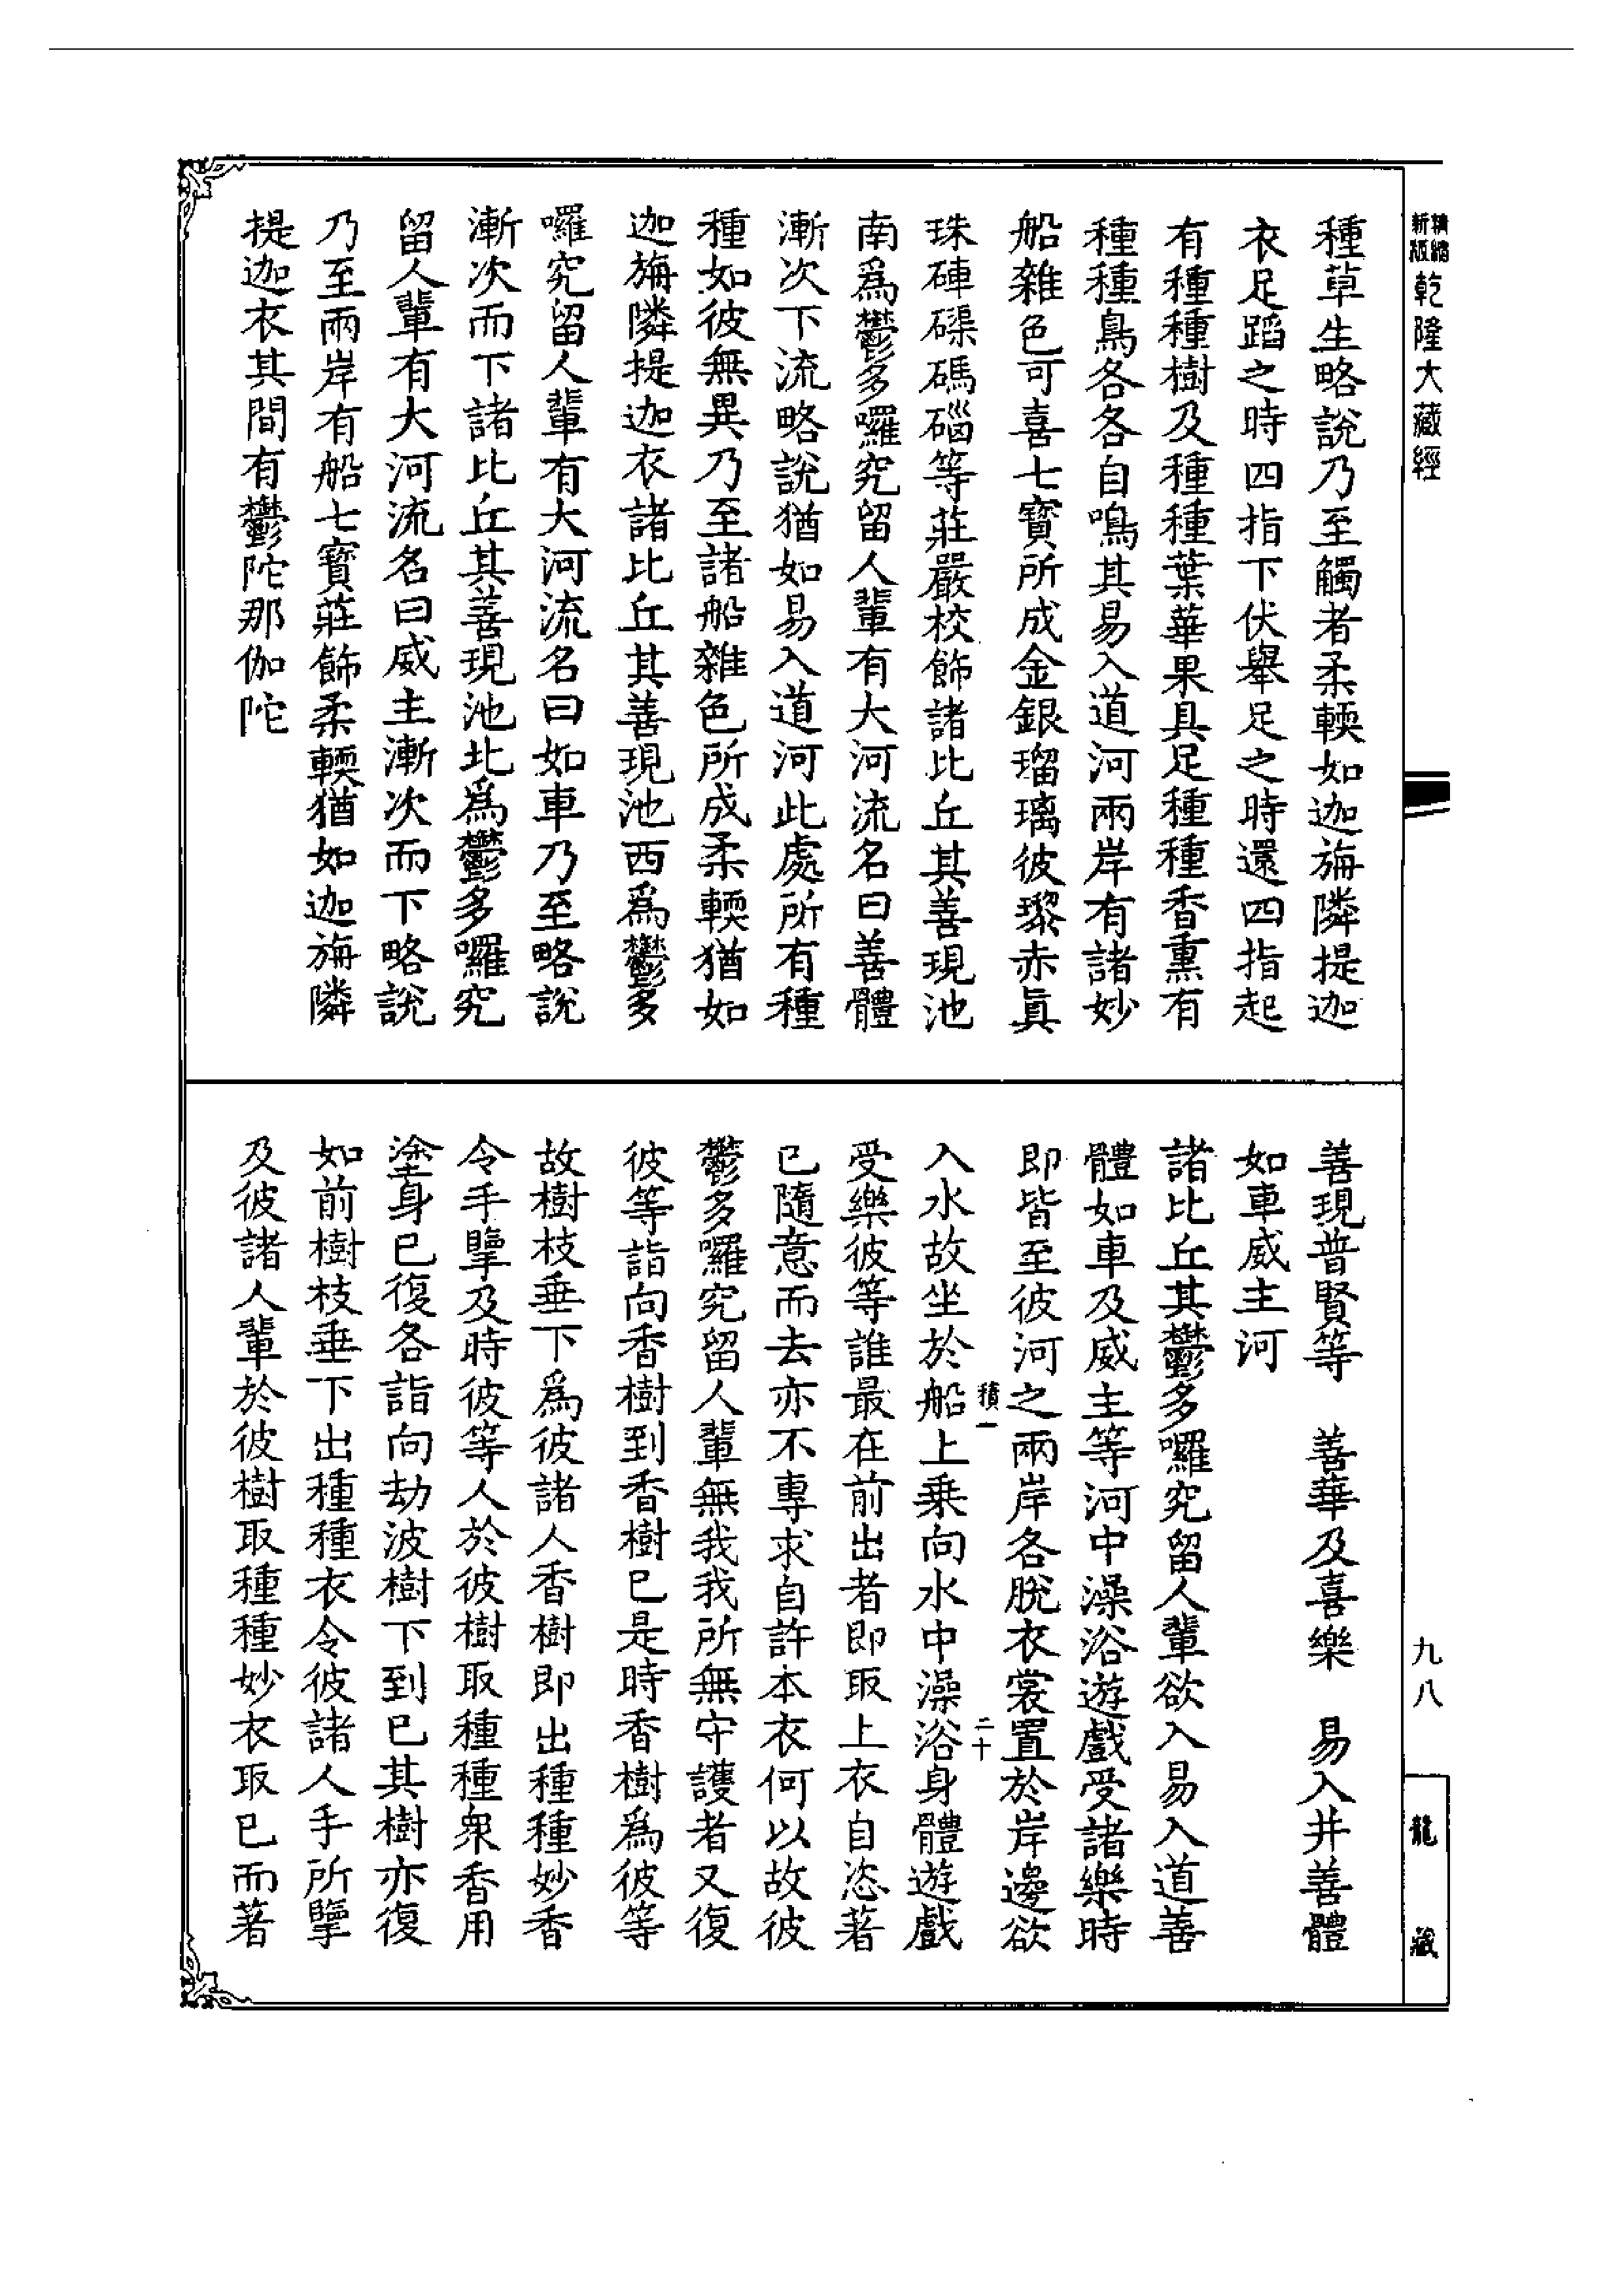 精縮新版乾隆大藏經
種草生略說乃至觸者柔輭如迦旃隣提迦
衣足蹈之時四指下伏舉足之時還四指起
有種種樹及種種葉華果具足種種香熏有
種種鳥各各自鳴其易入道河兩岸有諸妙
船雜色可喜七寶所成金銀瑠璃彼瓈赤眞
珠硨磲碼碯等莊嚴校飾諸比丘其善現池
南爲鬱多囉究留人輩有大河流名曰善體
漸次下流略說猶如易入道河此處所有種
種如彼無異乃至諸船雜色所成柔輭猶如
迦旃隣提迦衣諸比丘其善現池西爲鬱多
囉究留人輩有大河流名曰如車乃至略說
漸次而下諸比丘其善現池北爲鬱多囉究
留人輩有大河流名曰威主漸次而下略說
乃至兩岸有船七寶莊飾柔輭猶如迦旃隣
提迦衣其間有鬱陀那伽陀
善現普賢等　善華及喜樂　易入井善體
如車威主河
諸比丘其鬱多囉究留人輩欲入易入道善
體如車及威主等河中澡浴遊戲受諸樂時
即皆至彼河之兩岸各脫衣裳置於岸邊欲
積一　二十
入水故坐於船上乗向水中澡浴身體遊戲
受樂彼等誰最在前出者即取上衣自恣著
已隨意而去亦不專求自許本衣何以故彼
鬱多囉究留人輩無我我所無守護者又復
彼等詣向香樹到香樹已是時香樹爲彼等
故樹枝垂下爲彼諸人香樹即出種種妙香
令手擥及時彼等人於彼樹取種種衆香用
塗身已復各詣向劫波樹下到已其樹亦復
如前樹枝垂下出種種衣令彼諸人手所擥
及彼諸人輩於彼樹取種種妙衣取已而著
九八
龍藏